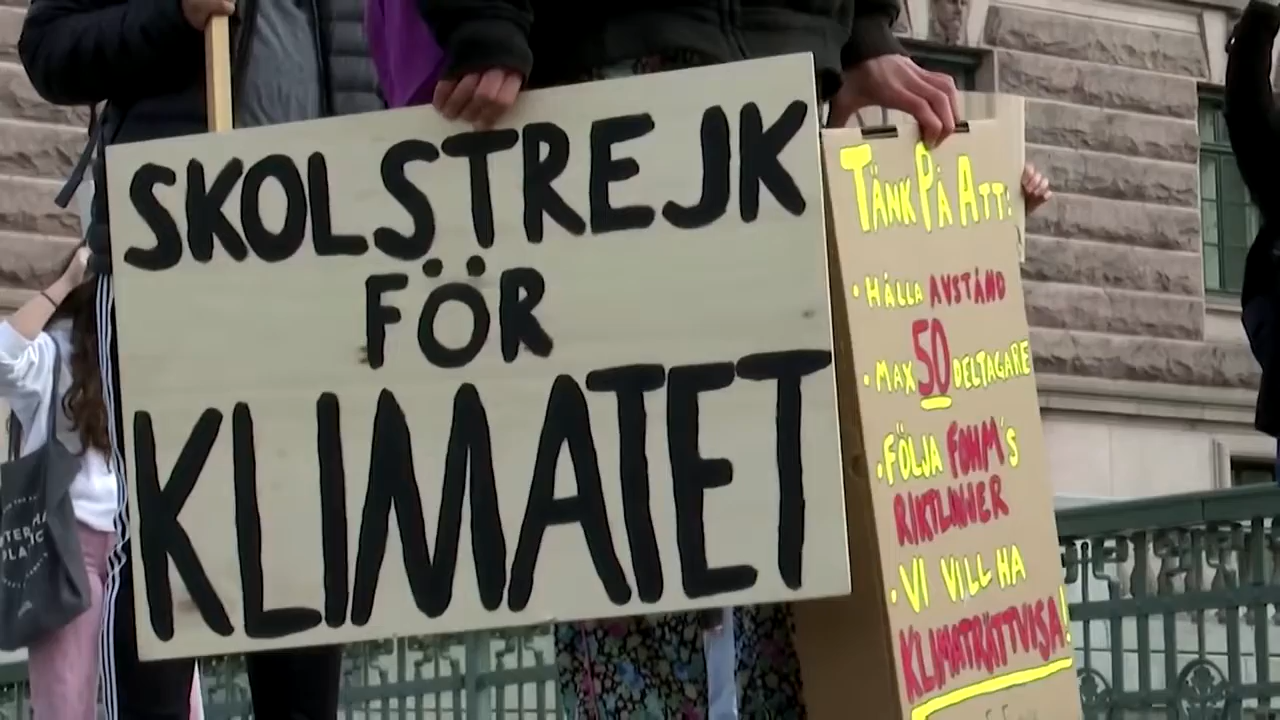 SKOLSTREJK
FÖR
KLIMATET
TÄNK PÅ ATT:
• HÅLLA AVSTÅND
• MAX 50 DELTAGARE
• FÖLJA FOHM'S
RIKTLINJER
• VI VILL HA
KLIMATRÄTTVISA!